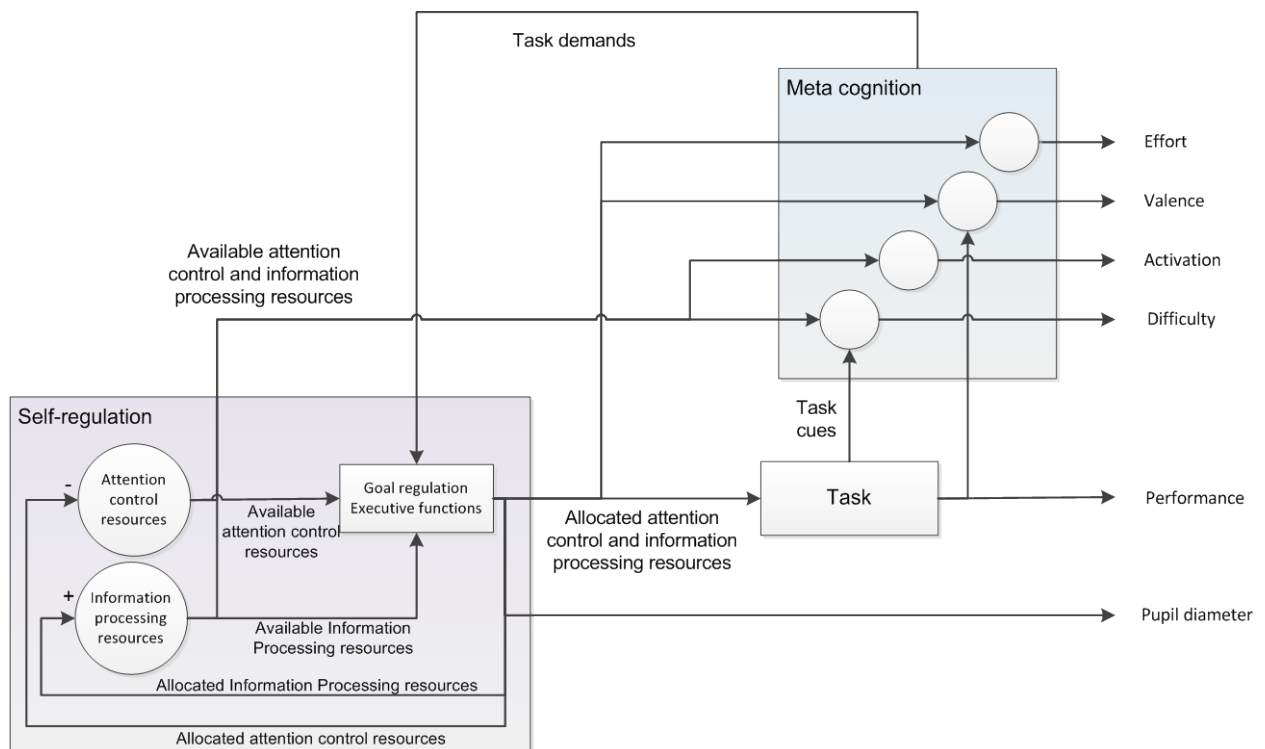 Task demands
Meta cognition
Effort
Valence
Activation
Difficulty
Available attention
control and information
processing resources
Task
cues
Self-regulation
-
Attention
control
resources
Available
attention control
resources
Goal regulation
Executive functions
Allocated attention
control and information
processing resources
Task
Performance
+
Information
processing
resources
Available Information
Processing resources
Pupil diameter
Allocated Information Processing resources
Allocated attention control resources